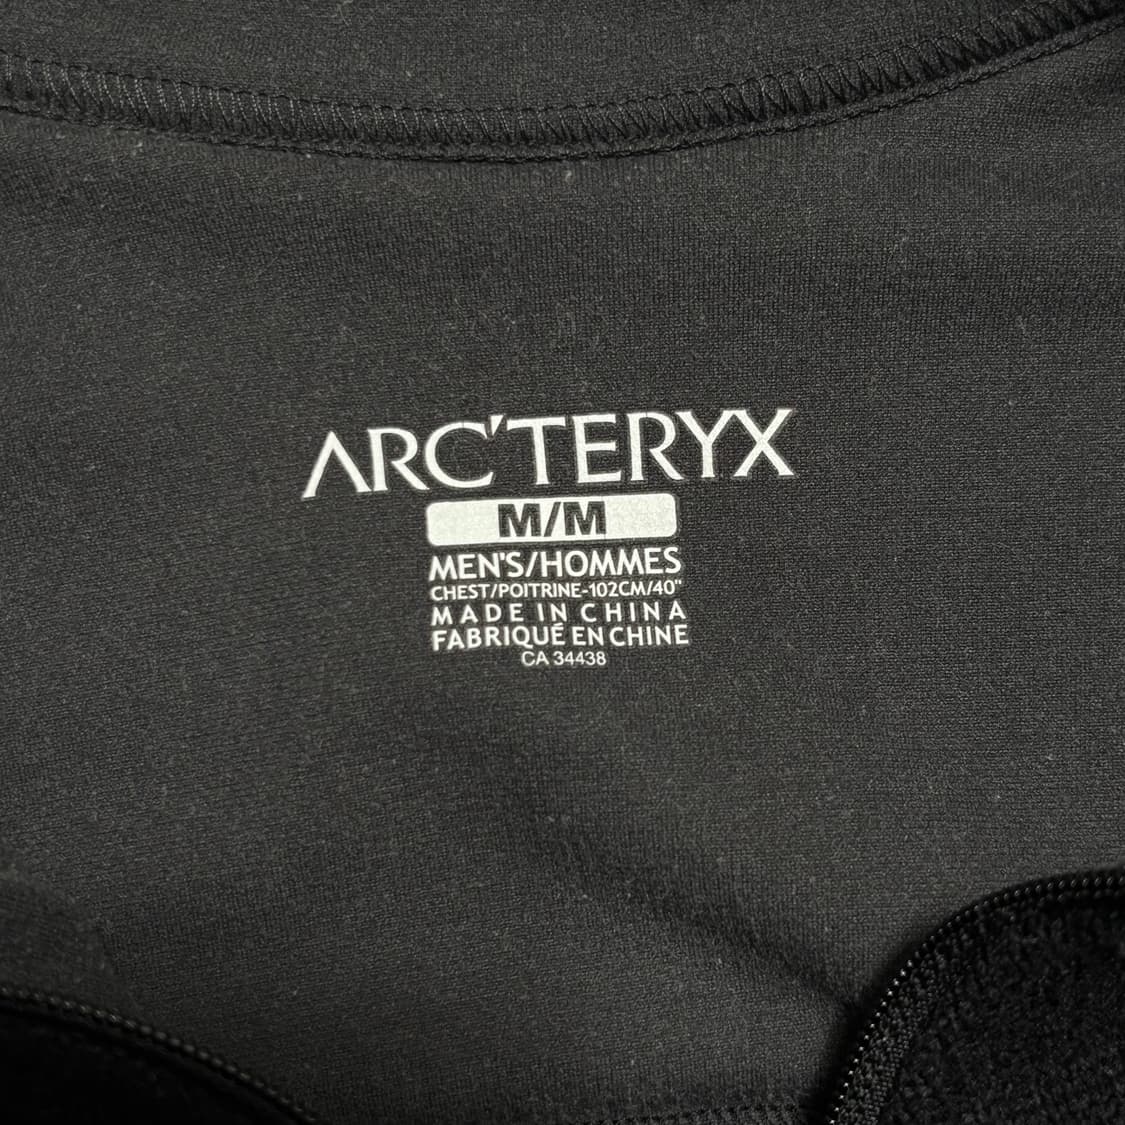 ARC'TERYX
M/M
MEN'S/HOMMES
CHEST/POITRINE-102CM/40"
MADE IN CHINA
FABRIQUÉ EN CHINE
CA 34438